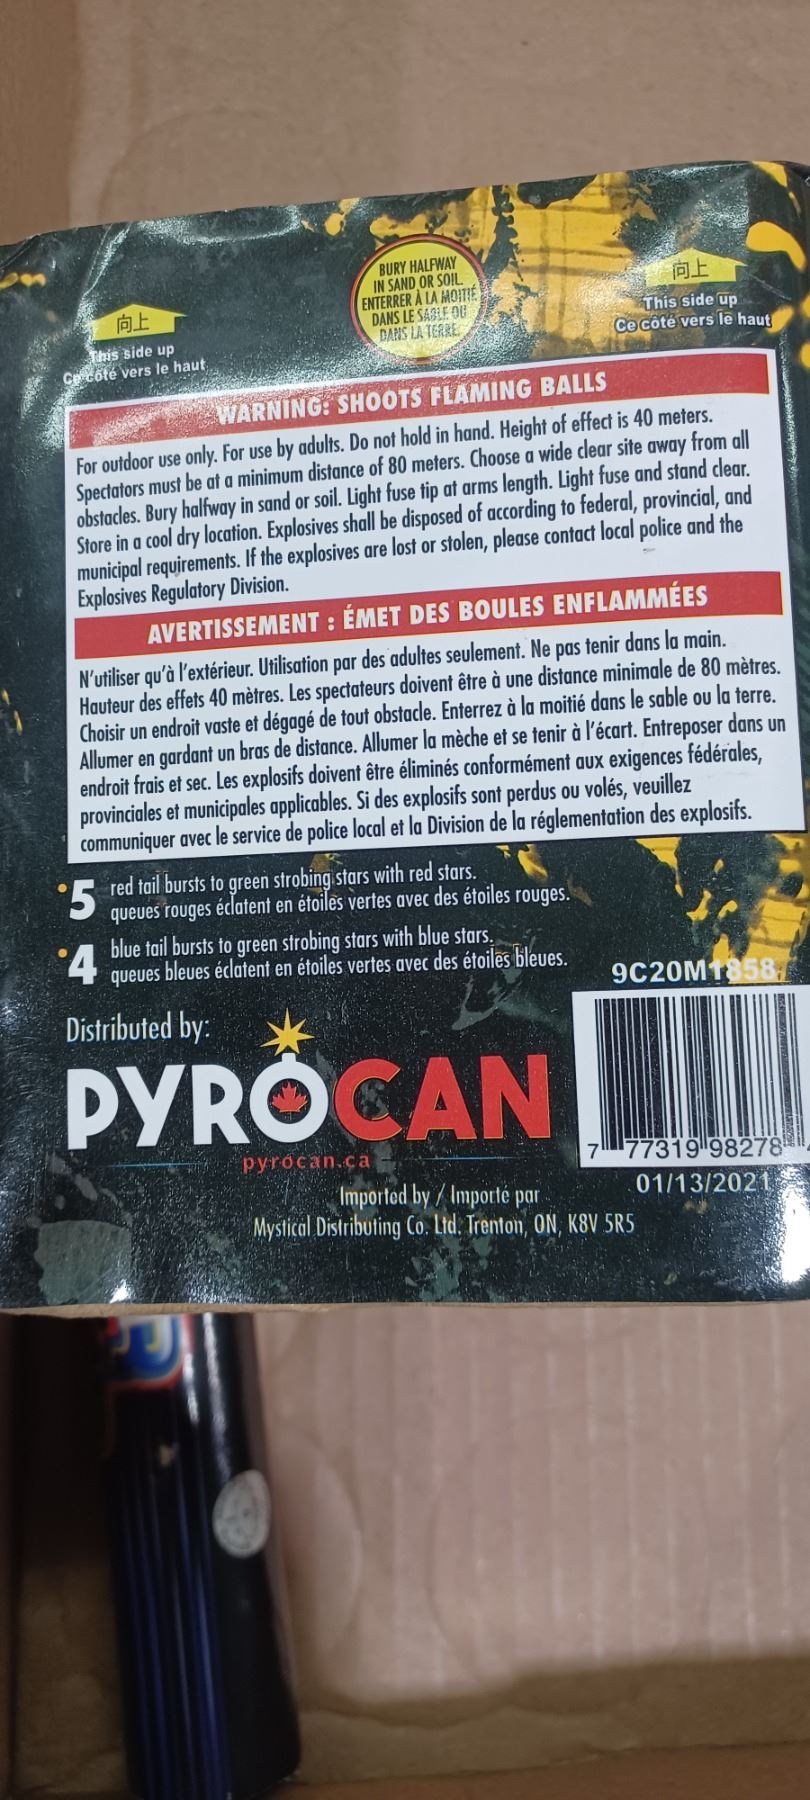 BURY HALFWAY
IN SAND OR SOIL.
ENTERRER À LA MOITIÉ
DANS LE SABLE OU
DANS LA TERRE.
向上
This side up
Ce côté vers le haut
向上
This side up
Ce côté vers le haut
WARNING: SHOOTS FLAMING BALLS
For outdoor use only. For use by adults. Do not hold in hand. Height of effect is 40 meters.
Spectators must be at a minimum distance of 80 meters. Choose a wide clear site away from all
obstacles. Bury halfway in sand or soil. Light fuse tip at arms length. Light fuse and stand clear.
Store in a cool dry location. Explosives shall be disposed of according to federal, provincial, and
municipal requirements. If the explosives are lost or stolen, please contact local police and the
Explosives Regulatory Division.
AVERTISSEMENT : ÉMET DES BOULES ENFLAMMÉES
N'utiliser qu'à l'extérieur. Utilisation par des adultes seulement. Ne pas tenir dans la main.
Hauteur des effets 40 mètres. Les spectateurs doivent être à une distance minimale de 80 mètres.
Choisir un endroit vaste et dégagé de tout obstacle. Enterrez à la moitié dans le sable ou la terre.
Allumer en gardant un bras de distance. Allumer la mèche et se tenir à l'écart. Entreposer dans un
endroit frais et sec. Les explosifs doivent être éliminés conformément aux exigences fédérales,
provinciales et municipales applicables. Si des explosifs sont perdus ou volés, veuillez
communiquer avec le service de police local et la Division de la réglementation des explosifs.
•5 red tail bursts to green strobing stars with red stars.
queues rouges éclatent en étoiles vertes avec des étoiles rouges.
•4 blue tail bursts to green strobing stars with blue stars.
queues bleues éclatent en étoiles vertes avec des étoiles bleues.
9C20M1858
Distributed by:
PYROCAN
pyrocan.ca
7 77319 98278 4
01/13/2021
Imported by / Importé par
Mystical Distributing Co. Ltd. Trenton, ON, K8V 5R5